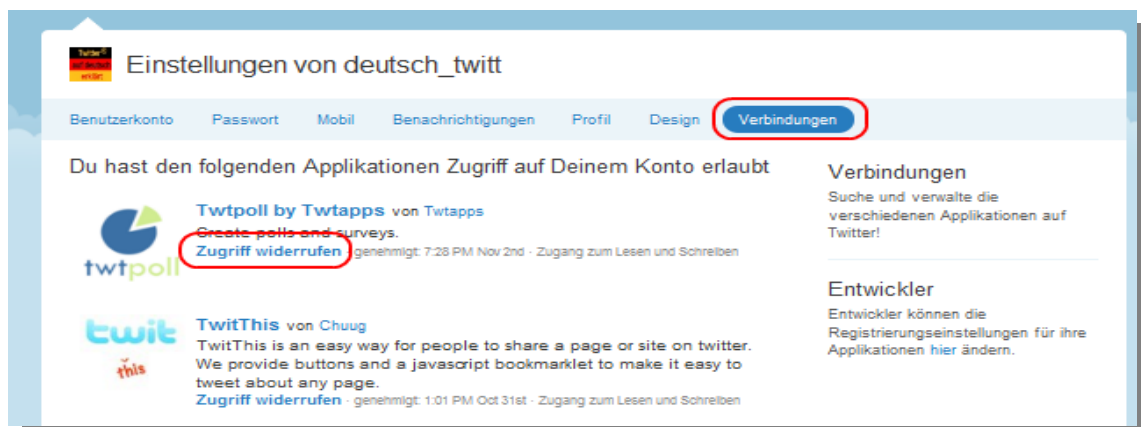 Twitter
auf deutsch
erklärt
Einstellungen von deutsch_twitt
Benutzerkonto Passwort Mobil Benachrichtigungen Profil Design Verbindungen
Du hast den folgenden Applikationen Zugriff auf Deinem Konto erlaubt
twtpoll
Twtpoll by Twtapps von Twtapps
Create polls and surveys.
Zugriff widerrufen · genehmigt: 7:28 PM Nov 2nd · Zugang zum Lesen und Schreiben
twit
this
TwitThis von Chuug
TwitThis is an easy way for people to share a page or site on twitter.
We provide buttons and a javascript bookmarklet to make it easy to
tweet about any page.
Zugriff widerrufen · genehmigt: 1:01 PM Oct 31st · Zugang zum Lesen und Schreiben
Verbindungen
Suche und verwalte die
verschiedenen Applikationen auf
Twitter!
Entwickler
Entwickler können die
Registrierungseinstellungen für ihre
Applikationen hier ändern.